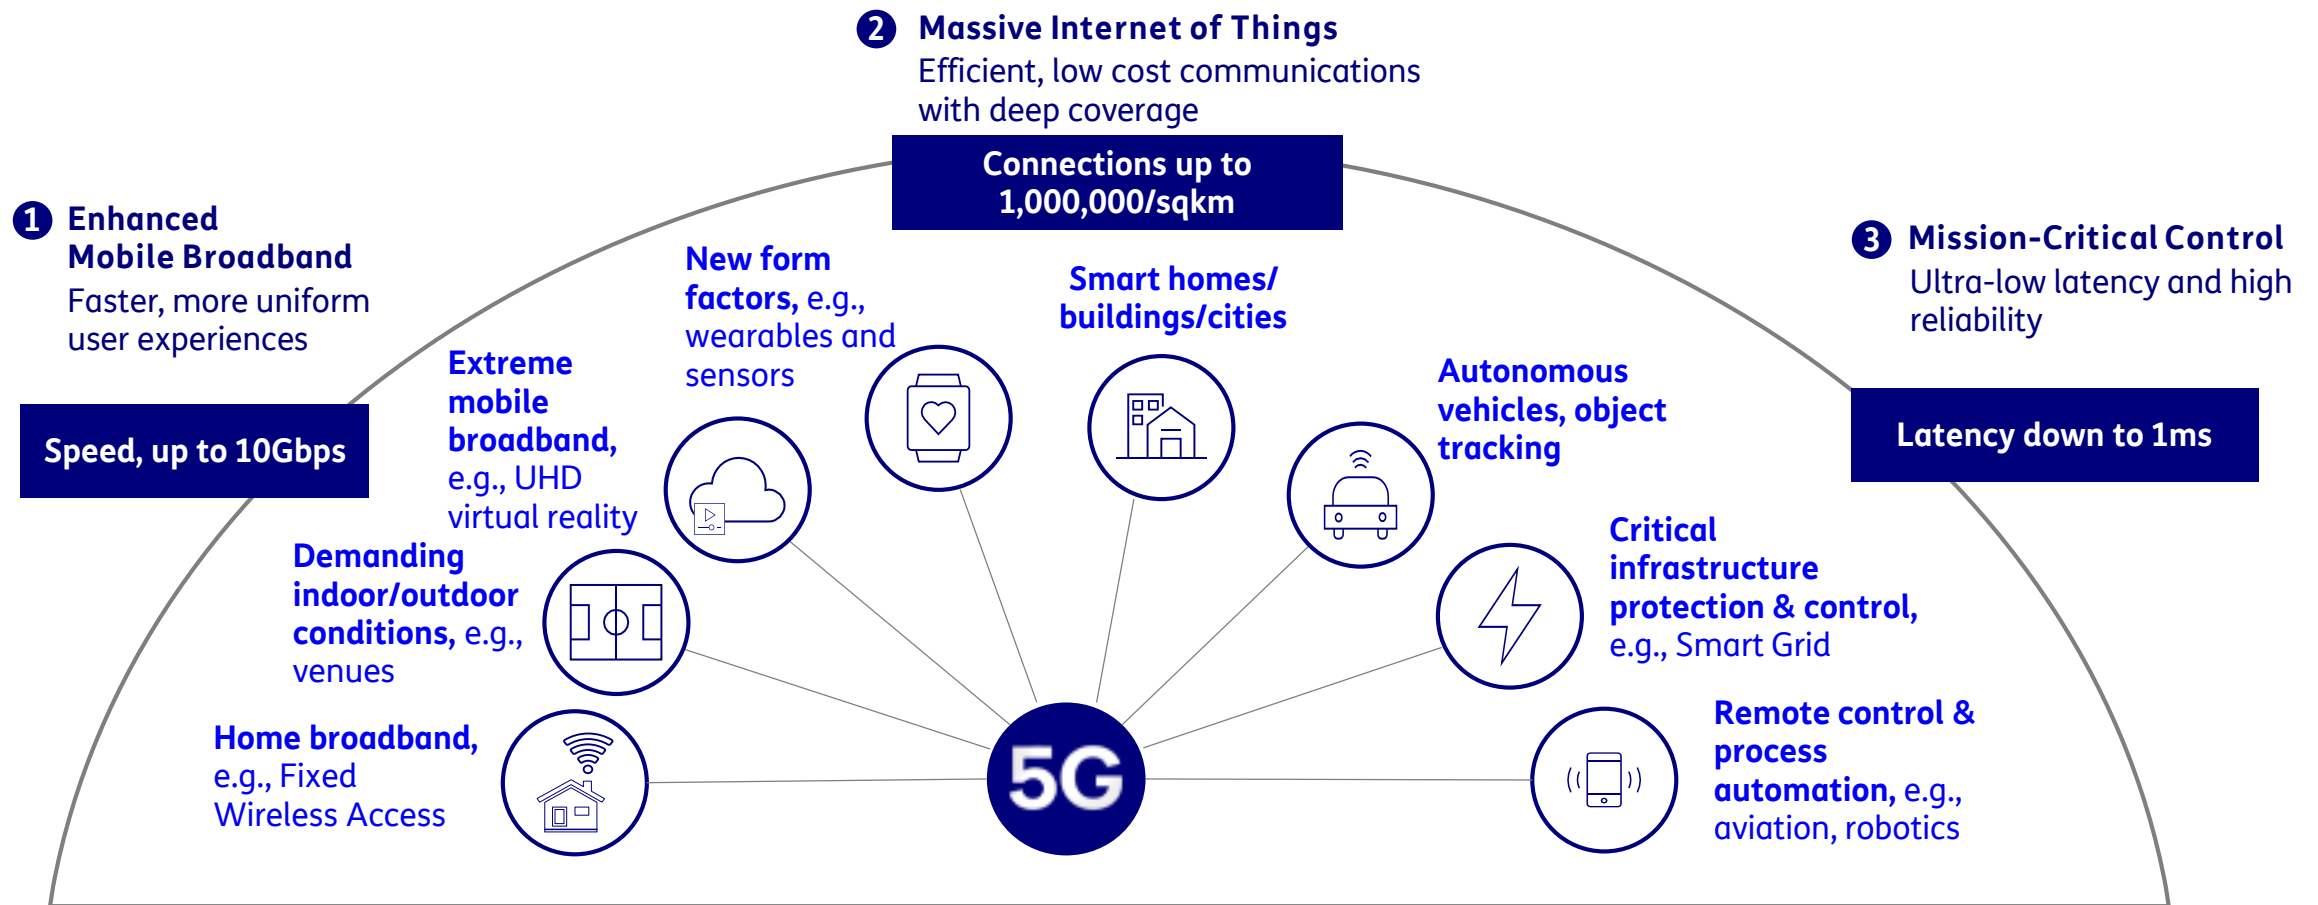 2 Massive Internet of Things
Efficient, low cost communications
with deep coverage
Connections up to
1,000,000/sqkm
1 Enhanced
Mobile Broadband
Faster, more uniform
user experiences
Speed, up to 10Gbps
3 Mission-Critical Control
Ultra-low latency and high
reliability
Latency down to 1ms
Home broadband,
e.g., Fixed
Wireless Access
Demanding
indoor/outdoor
conditions, e.g.,
venues
Extreme
mobile
broadband,
e.g., UHD
virtual reality
New form
factors, e.g.,
wearables and
sensors
Smart homes/
buildings/cities
Autonomous
vehicles, object
tracking
Critical
infrastructure
protection & control,
e.g., Smart Grid
Remote control &
process
automation, e.g.,
aviation, robotics
5G